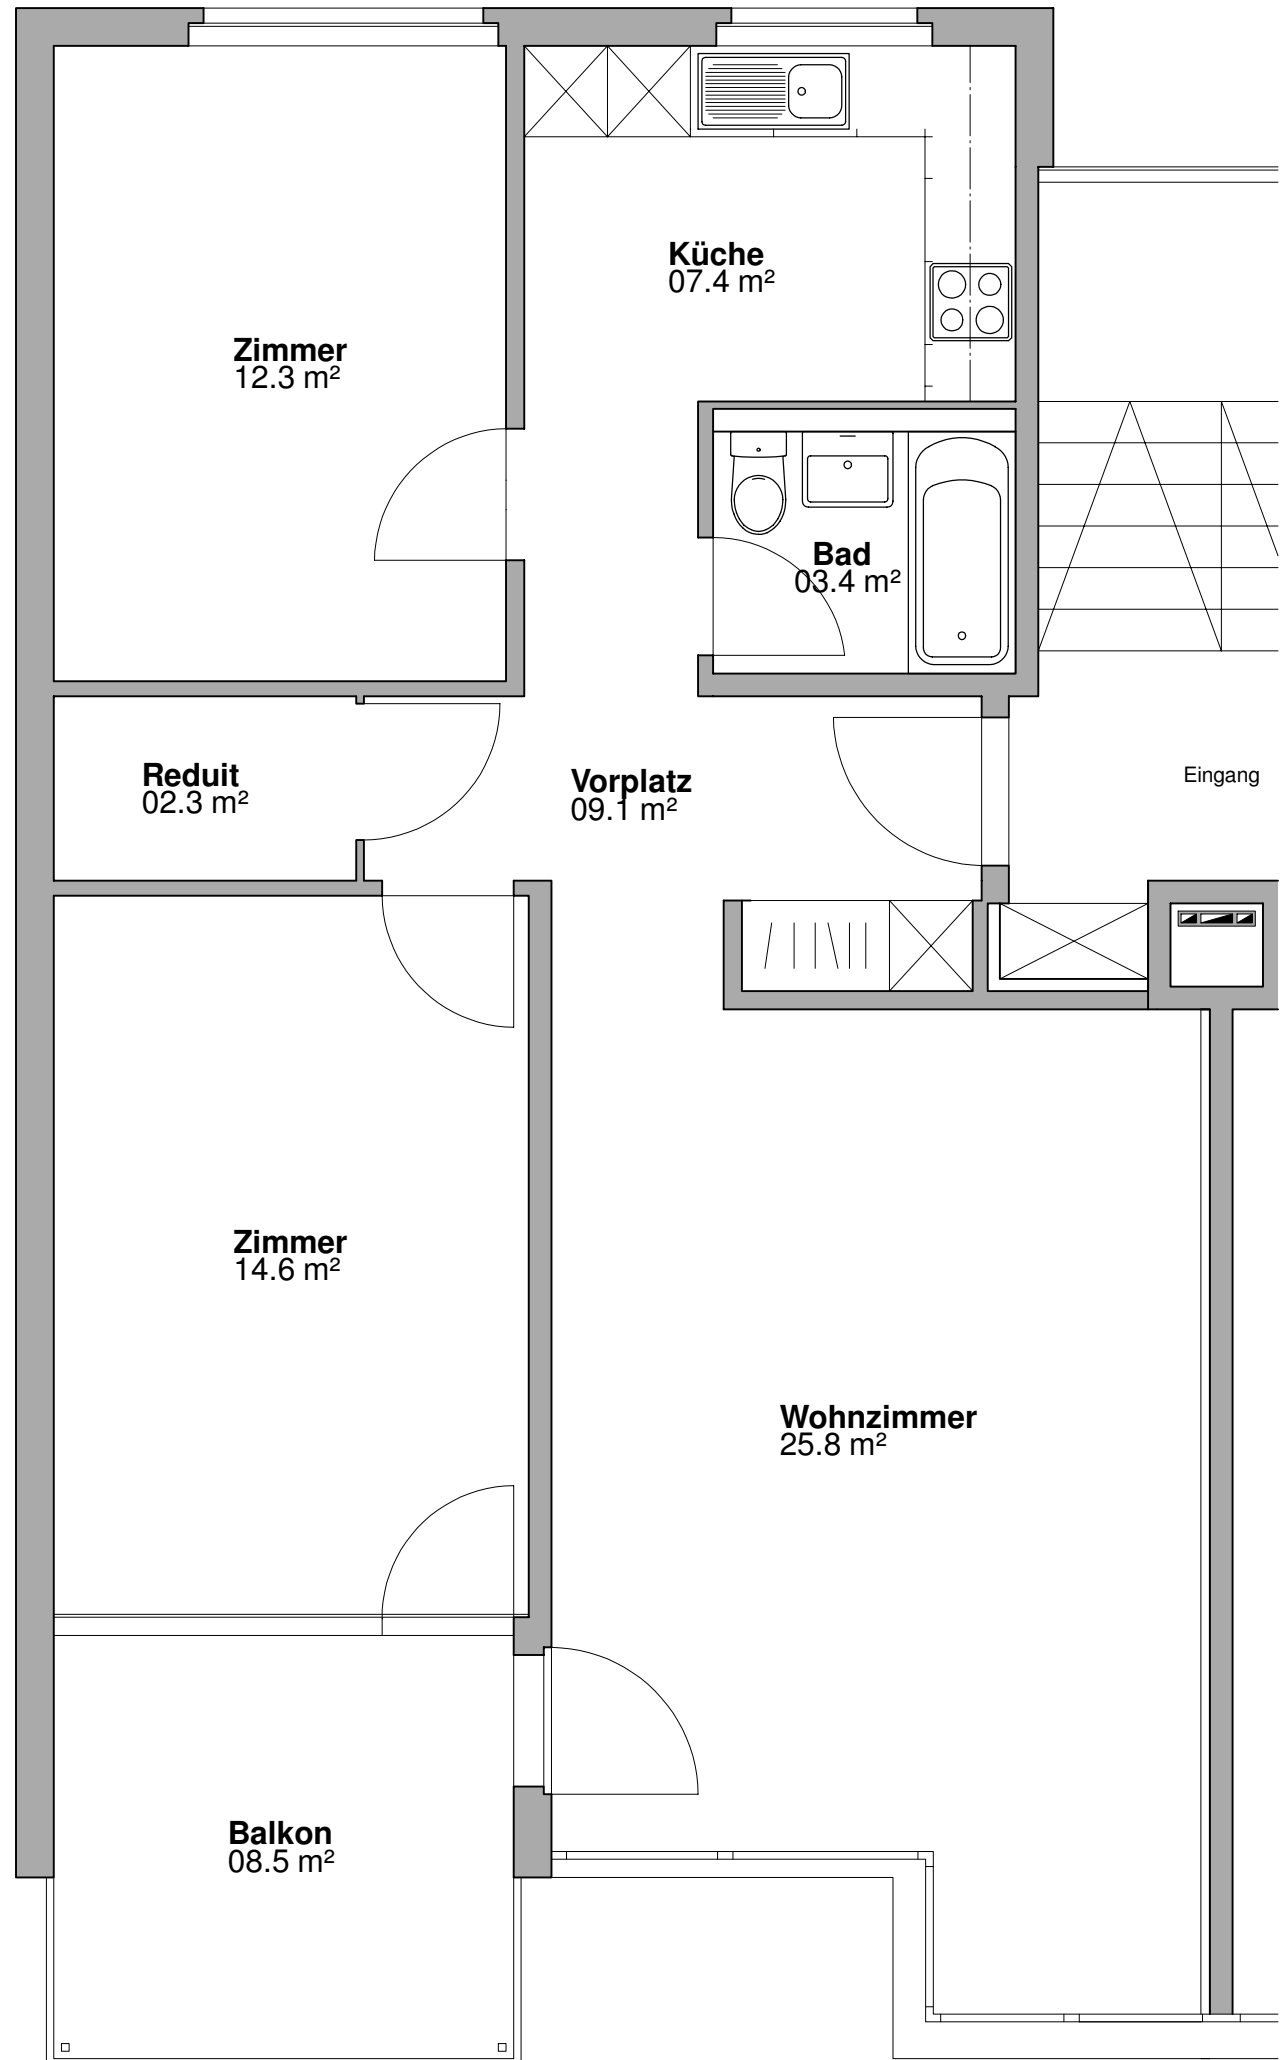 Küche
07.4 m²
Zimmer
12.3 m²
Bad
03.4 m²
Reduit
02.3 m²
Vorplatz
09.1 m²
Eingang
Zimmer
14.6 m²
Wohnzimmer
25.8 m²
Balkon
08.5 m²